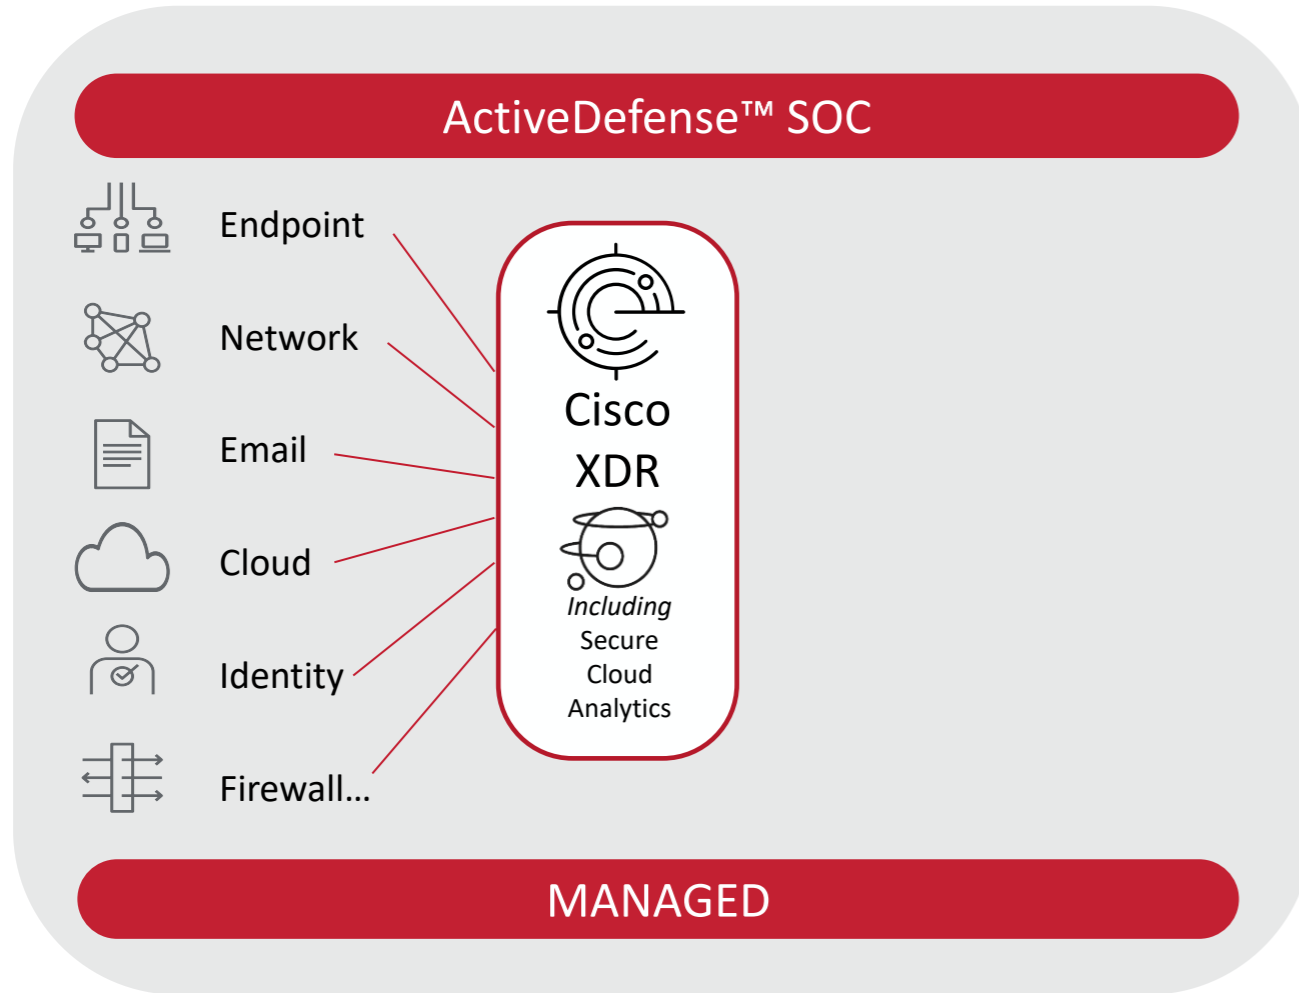 ActiveDefense™ SOC
Endpoint
Network
Email
Cloud
Identity
Firewall...
Cisco
XDR
Including
Secure
Cloud
Analytics
MANAGED